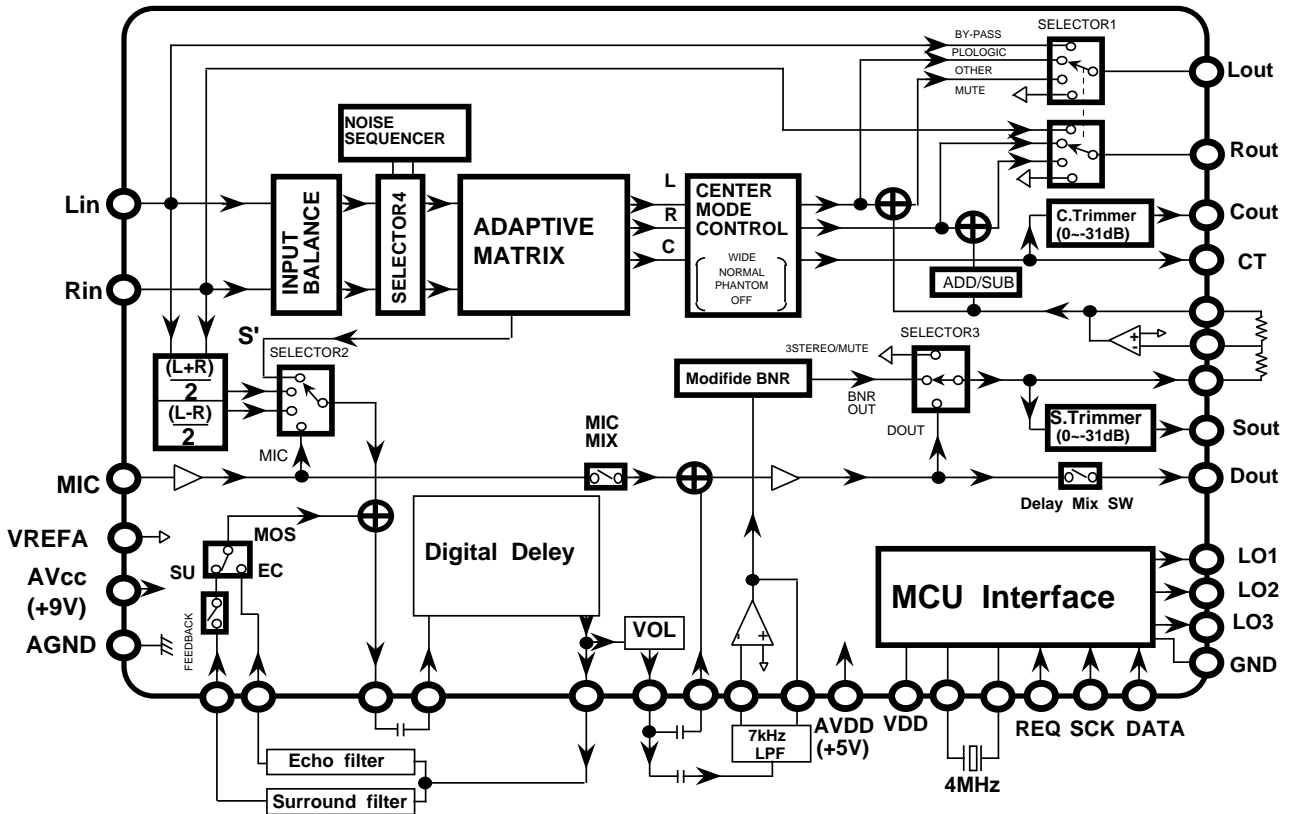 SELECTOR1
BY-PASS
PLOLOGIC
OTHER
MUTE
Lout
NOISE
SEQUENCER
Rout
Lin
INPUT
BALANCE
SELECTOR4
ADAPTIVE
MATRIX
L
R
C
CENTER
MODE
CONTROL
WIDE
NORMAL
PHANTOM
OFF
C.Trimmer
(0~-31dB)
Cout
CT
Rin
ADD/SUB
S'
SELECTOR2
SELECTOR3
+
-
3STEREO/MUTE
(L+R)
2
(L-R)
2
Modifide BNR
BNR
OUT
DOUT
S.Trimmer
(0~-31dB)
Sout
MIC
MIC
MIX
MIC
Dout
Delay Mix SW
VREFA
MOS
SU
EC
Digital Deley
AVcc
(+9V)
AGND
FEEDBACK
VOL
-
+
MCU Interface
LO1
LO2
LO3
GND
AVDD
(+5V)
VDD
REQ
SCK
DATA
7kHz
LPF
4MHz
Echo filter
Surround filter